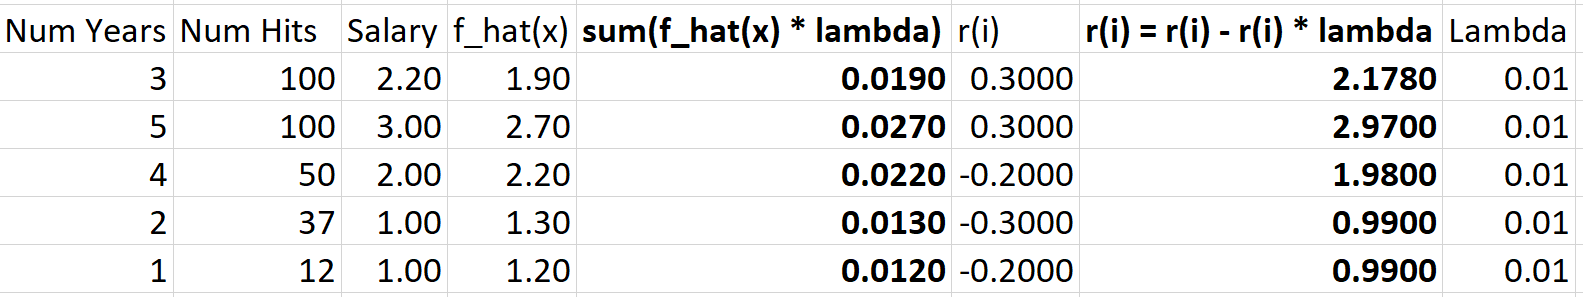 Num Years Num Hits Salary f_hat(x) sum(f_hat(x) * lambda) r(i) r(i) = r(i) - r(i) * lambda Lambda
3 100 2.20 1.90 0.0190 0.3000 2.1780 0.01
5 100 3.00 2.70 0.0270 0.3000 2.9700 0.01
4 50 2.00 2.20 0.0220 -0.2000 1.9800 0.01
2 37 1.00 1.30 0.0130 -0.3000 0.9900 0.01
1 12 1.00 1.20 0.0120 -0.2000 0.9900 0.01